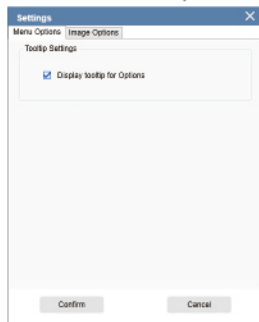 Settings
Menu Options Image Options
Tooltip Settings
Display tooltip for Options
Confirm Cancel